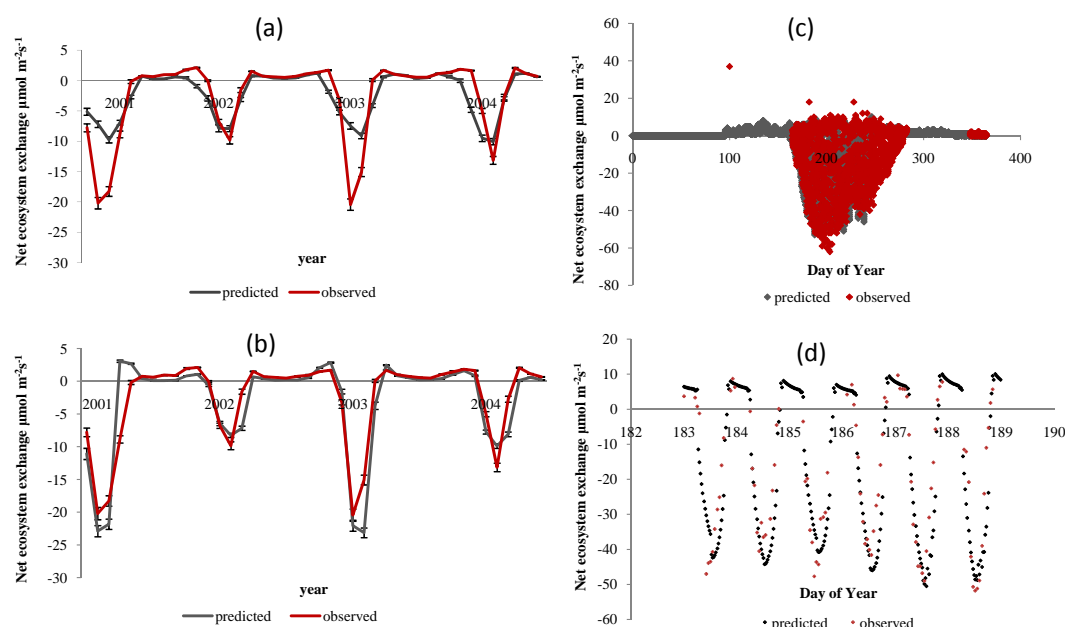 (a)
Net ecosystem exchange µmol m⁻²s⁻¹
5
0
-5
-10
-15
-20
-25
-30
2001
2002
2003
2004
year
predicted
observed
(c)
Net ecosystem exchange µmol m⁻²s⁻¹
60
40
20
0
-20
-40
-60
-80
0
100
200
300
400
Day of Year
predicted
observed
(b)
Net ecosystem exchange µmol m⁻²s⁻¹
5
0
-5
-10
-15
-20
-25
-30
2001
2002
2003
2004
year
predicted
observed
(d)
Net ecosystem exchange µmol m⁻²s⁻¹
20
10
0
-10
-20
-30
-40
-50
-60
182
183
184
185
186
187
188
189
190
Day of Year
predicted
observed